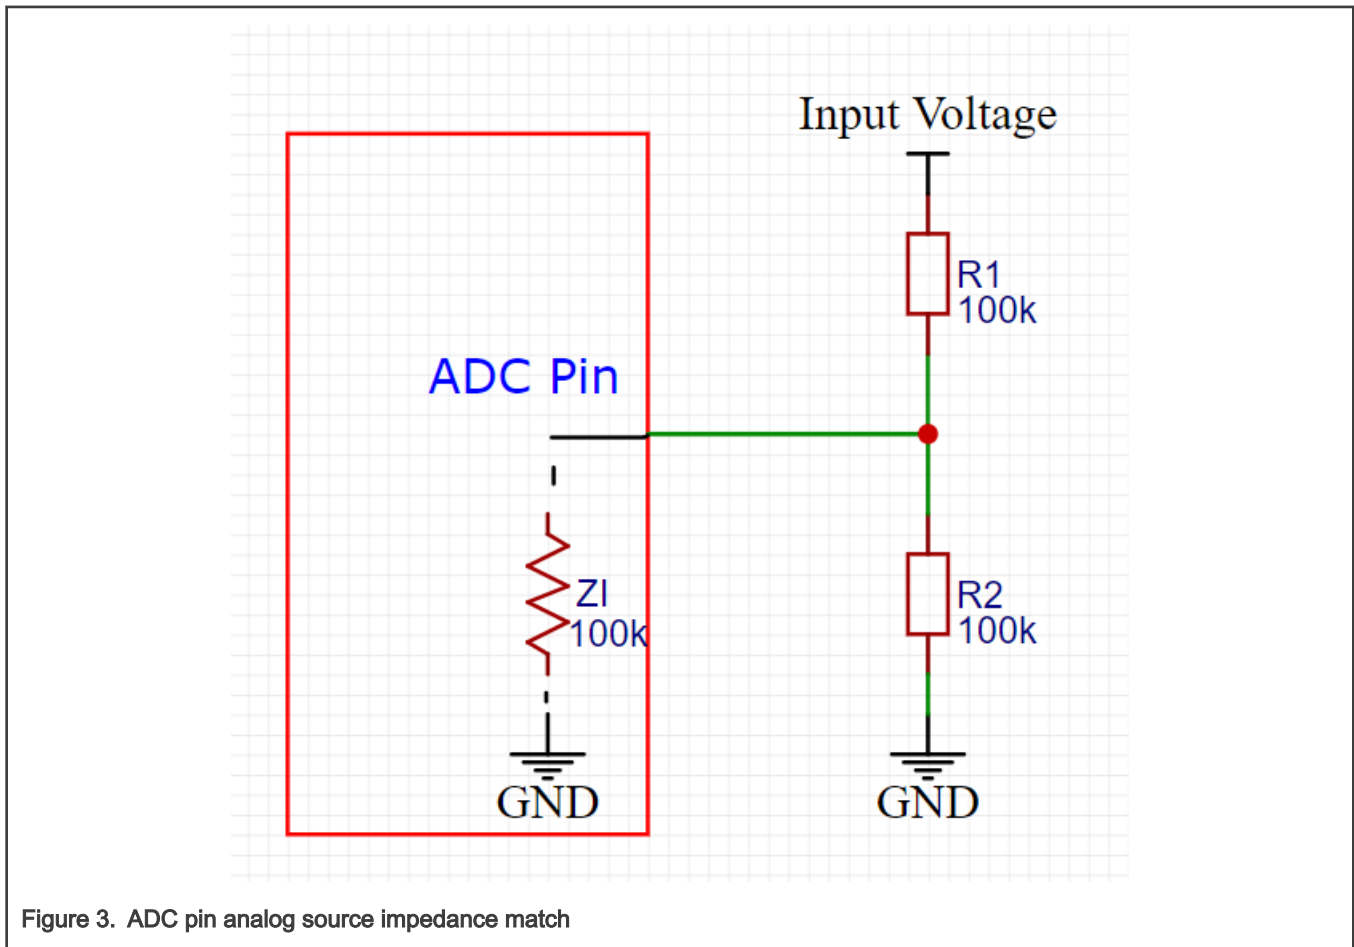 Input Voltage
R1
100k
ADC Pin
ZI
100k
R2
100k
GND
GND
Figure 3. ADC pin analog source impedance match